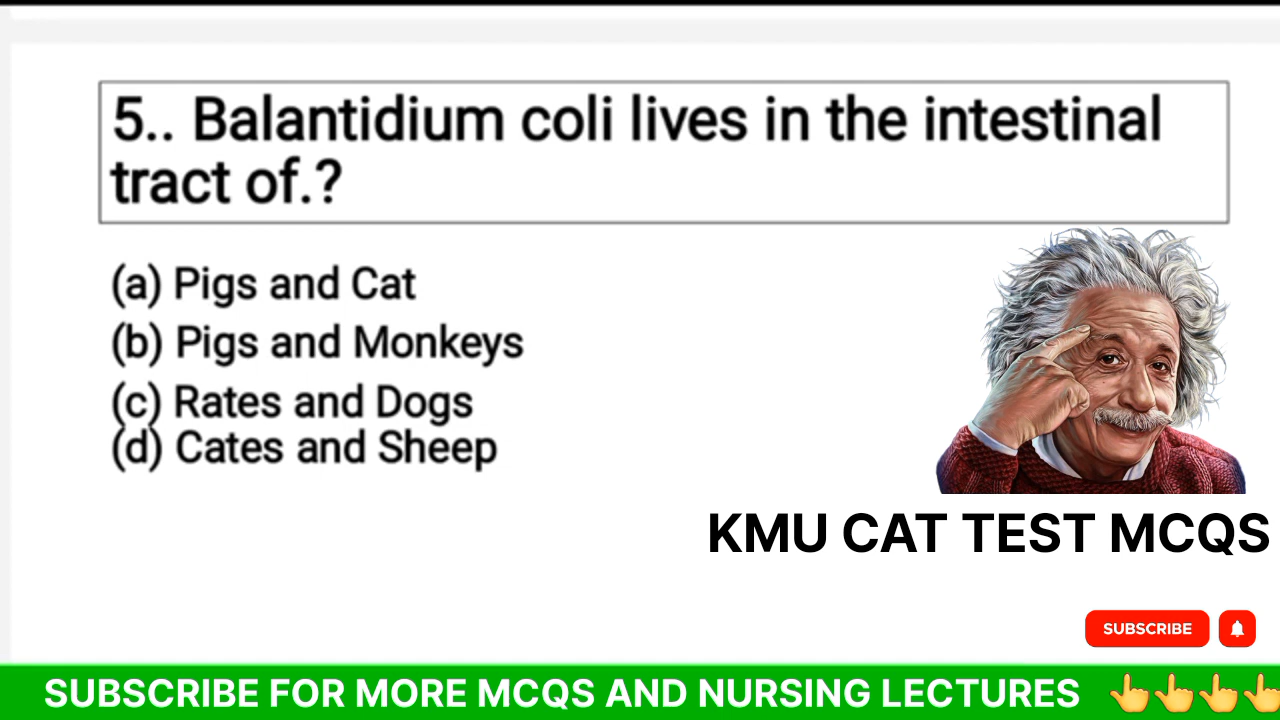 5.. Balantidium coli lives in the intestinal
tract of.?
(a) Pigs and Cat
(b) Pigs and Monkeys
(c) Rates and Dogs
(d) Cates and Sheep
KMU CAT TEST MCQS
SUBSCRIBE
SUBSCRIBE FOR MORE MCQS AND NURSING LECTURES 👆👆👆👆